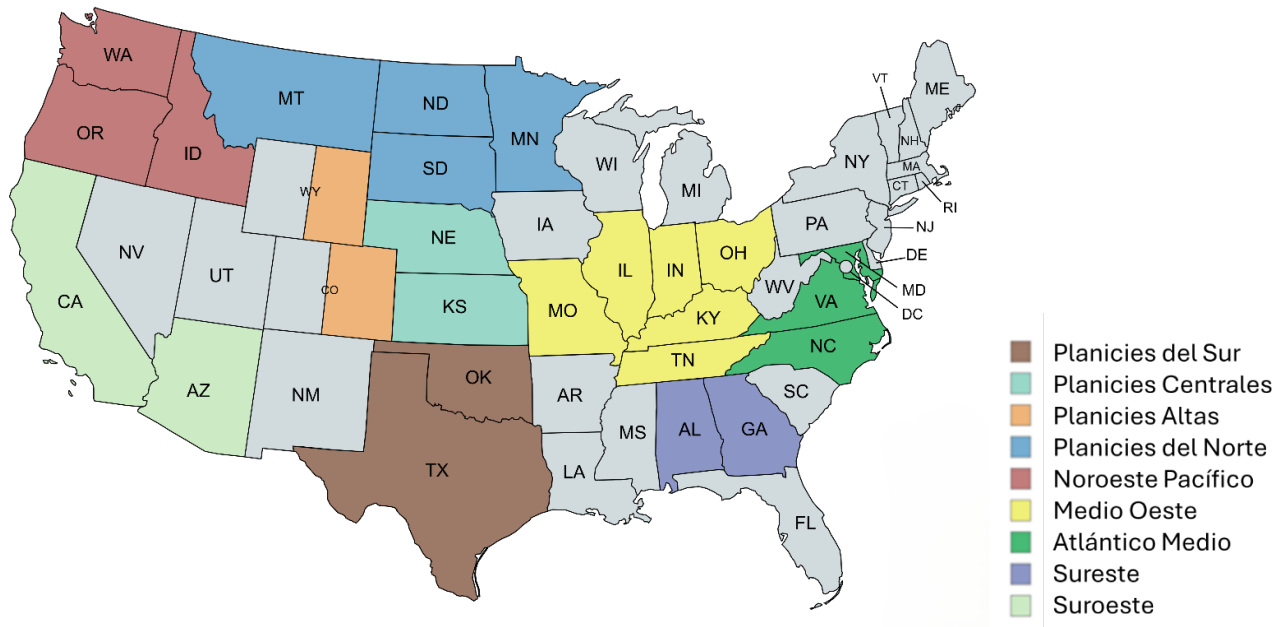 WA
MT
ND
MN
OR
ID
SD
WI
MI
VT
ME
NH
NY
MA
CT
RI
WY
NE
IA
PA
NJ
NV
UT
CO
KS
IL
IN
OH
DE
MD
DC
WV
VA
CA
MO
KY
NC
TN
AZ
NM
OK
AR
SC
MS
AL
GA
TX
LA
FL
Planicies del Sur
Planicies Centrales
Planicies Altas
Planicies del Norte
Noroeste Pacífico
Medio Oeste
Atlántico Medio
Sureste
Suroeste